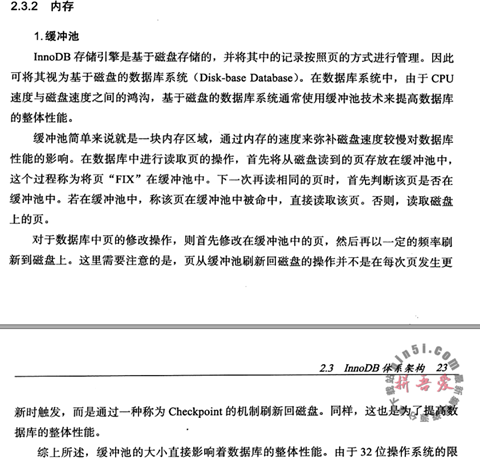 2.3.2 内存
1.缓冲池
InnoDB 存储引擎是基于磁盘存储的，并将其中的记录按照页的方式进行管理。因此
可将其视为基于磁盘的数据库系统（Disk-base Database）。在数据库系统中，由于 CPU
速度与磁盘速度之间的鸿沟，基于磁盘的数据库系统通常使用缓冲池技术来提高数据库
的整体性能。
缓冲池简单来说就是一块内存区域，通过内存的速度来弥补磁盘速度较慢对数据库
性能的影响。在数据库中进行读取页的操作，首先将从磁盘读到的页存放在缓冲池中，
这个过程称为将页“FIX”在缓冲池中。下一次再读相同的页时，首先判断该页是否在
缓冲池中。若在缓冲池中，称该页在缓冲池中被命中，直接读取该页。否则，读取磁盘
上的页。
对于数据库中页的修改操作，则首先修改在缓冲池中的页，然后再以一定的频率刷
新到磁盘上。这里需要注意的是，页从缓冲池刷新回磁盘的操作并不是在每次页发生更
2.3 InnoDB 体系架构 23
拼吾爱
新时触发，而是通过一种称为 Checkpoint 的机制刷新回磁盘。同样，这也是为了提高数
据库的整体性能。
综上所述，缓冲池的大小直接影响着数据库的整体性能。由于 32 位操作系统的限